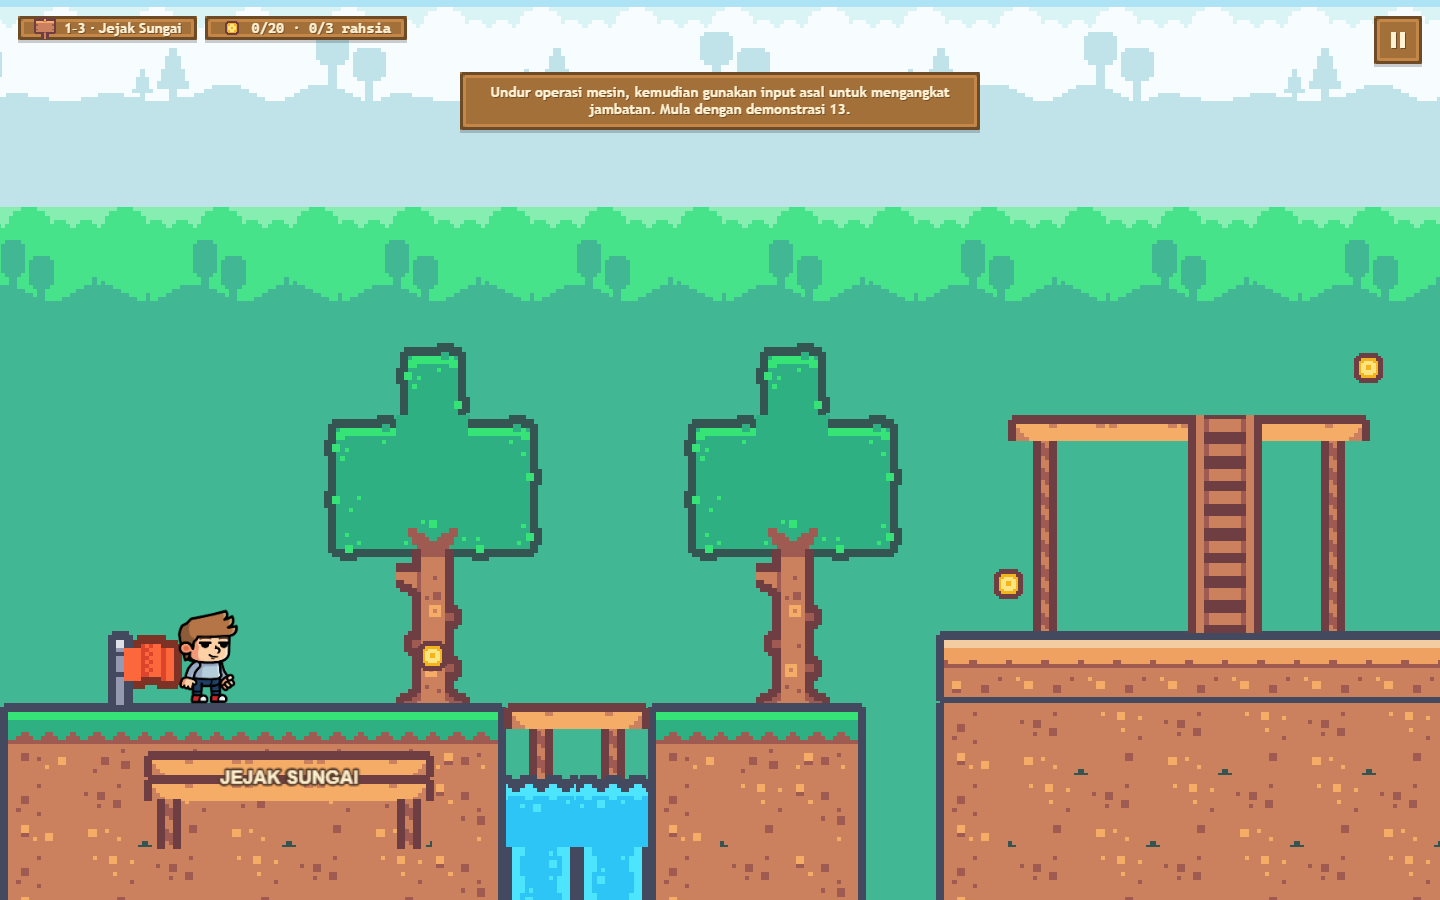 1-3 · Jejak Sungai
0/20 · 0/3 rahsia
Undur operasi mesin, kemudian gunakan input asal untuk mengangkat
jambatan. Mula dengan demonstrasi 13.
JEJAK SUNGAI